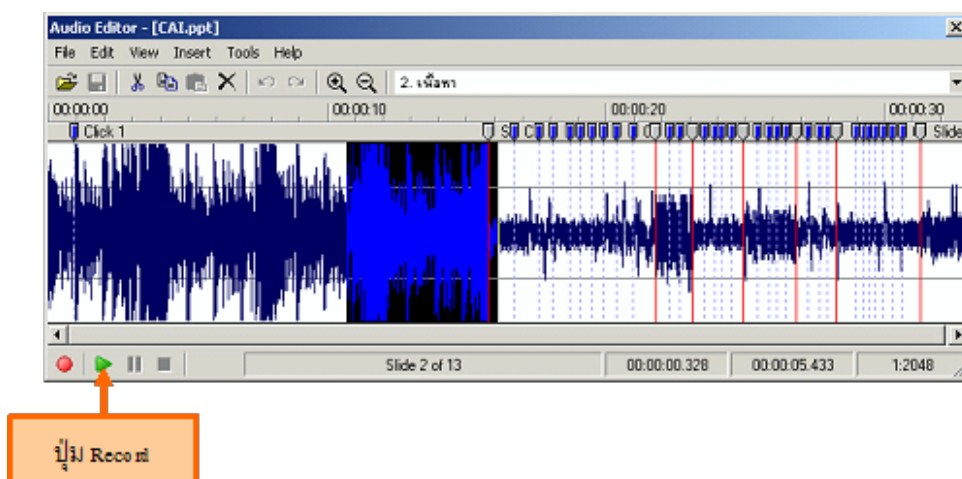 Audio Editor - [CAI.ppt]
File Edit View Insert Tools Help
2. เนื้อหา
00:00:00 00:00:10 00:00:20 00:00:30
Click 1 Slide
Slide 2 of 13 00:00:00.328 00:00:05.433 1:2048
ปุ่ม Record